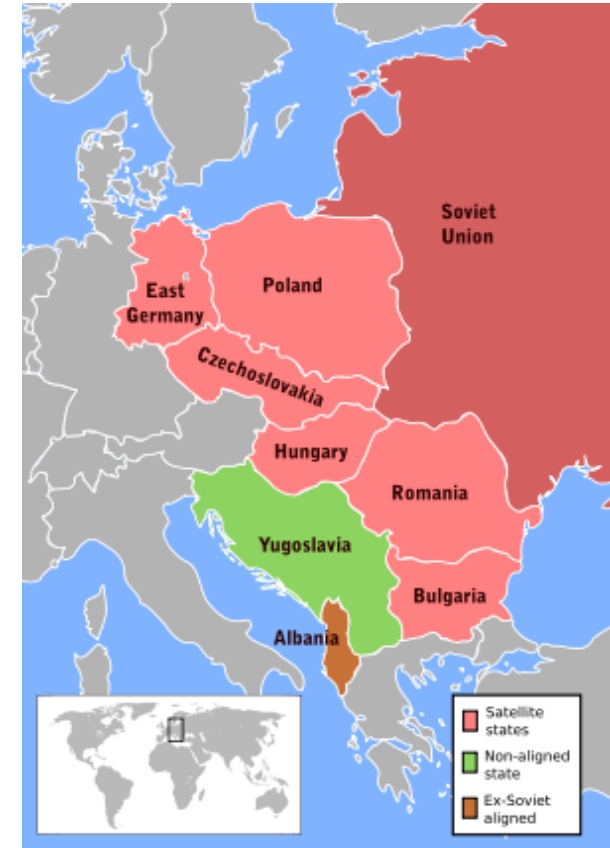 Soviet
Union
Poland
East
Germany
Czechoslovakia
Hungary
Romania
Yugoslavia
Bulgaria
Albania
Satellite
states
Non-aligned
state
Ex-Soviet
aligned